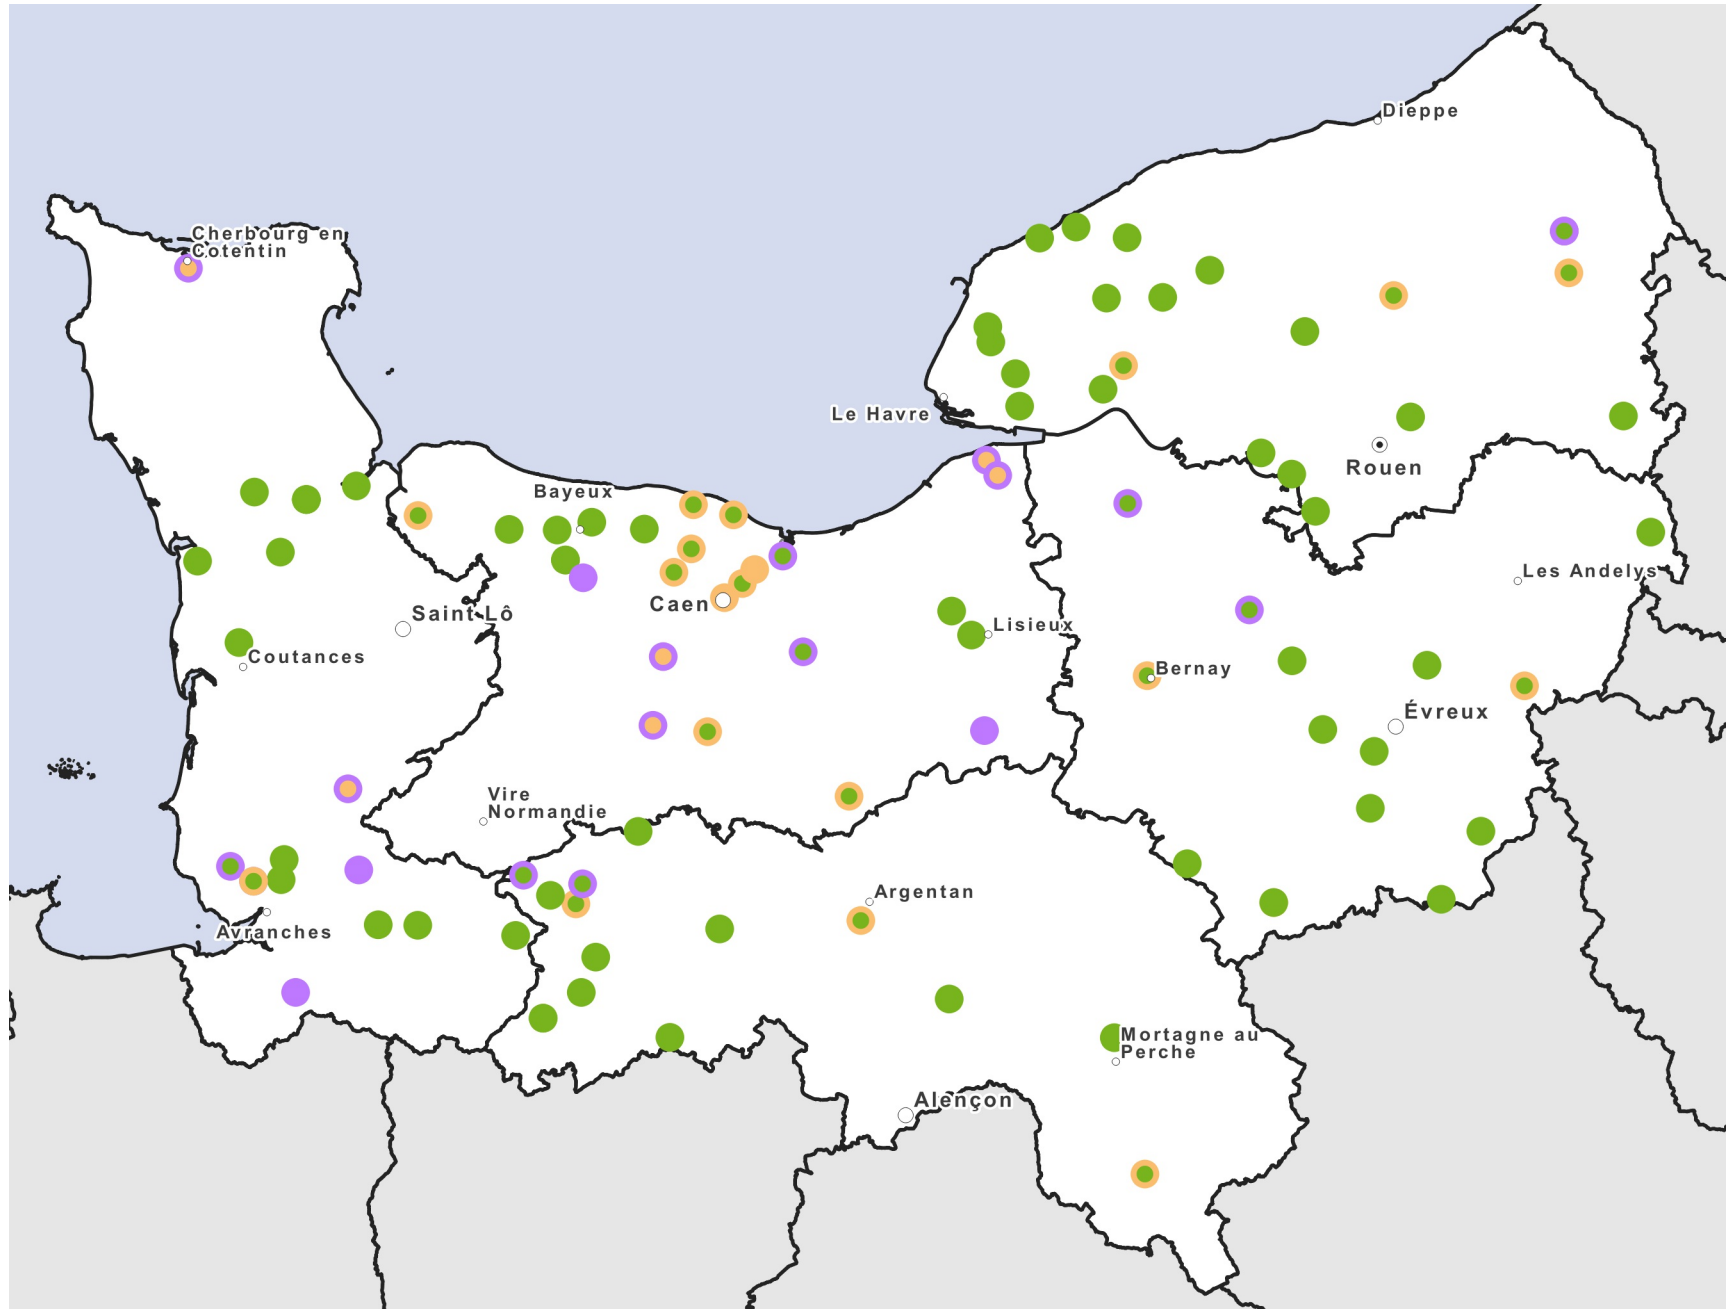 Dieppe
Cherbourg en
Cotentin
Le Havre
Rouen
Bayeux
Les Andelys
Caen
Saint Lô
Lisieux
Coutances
Bernay
Évreux
Vire
Normandie
Argentan
Avranches
Mortagne au
Perche
Alençon